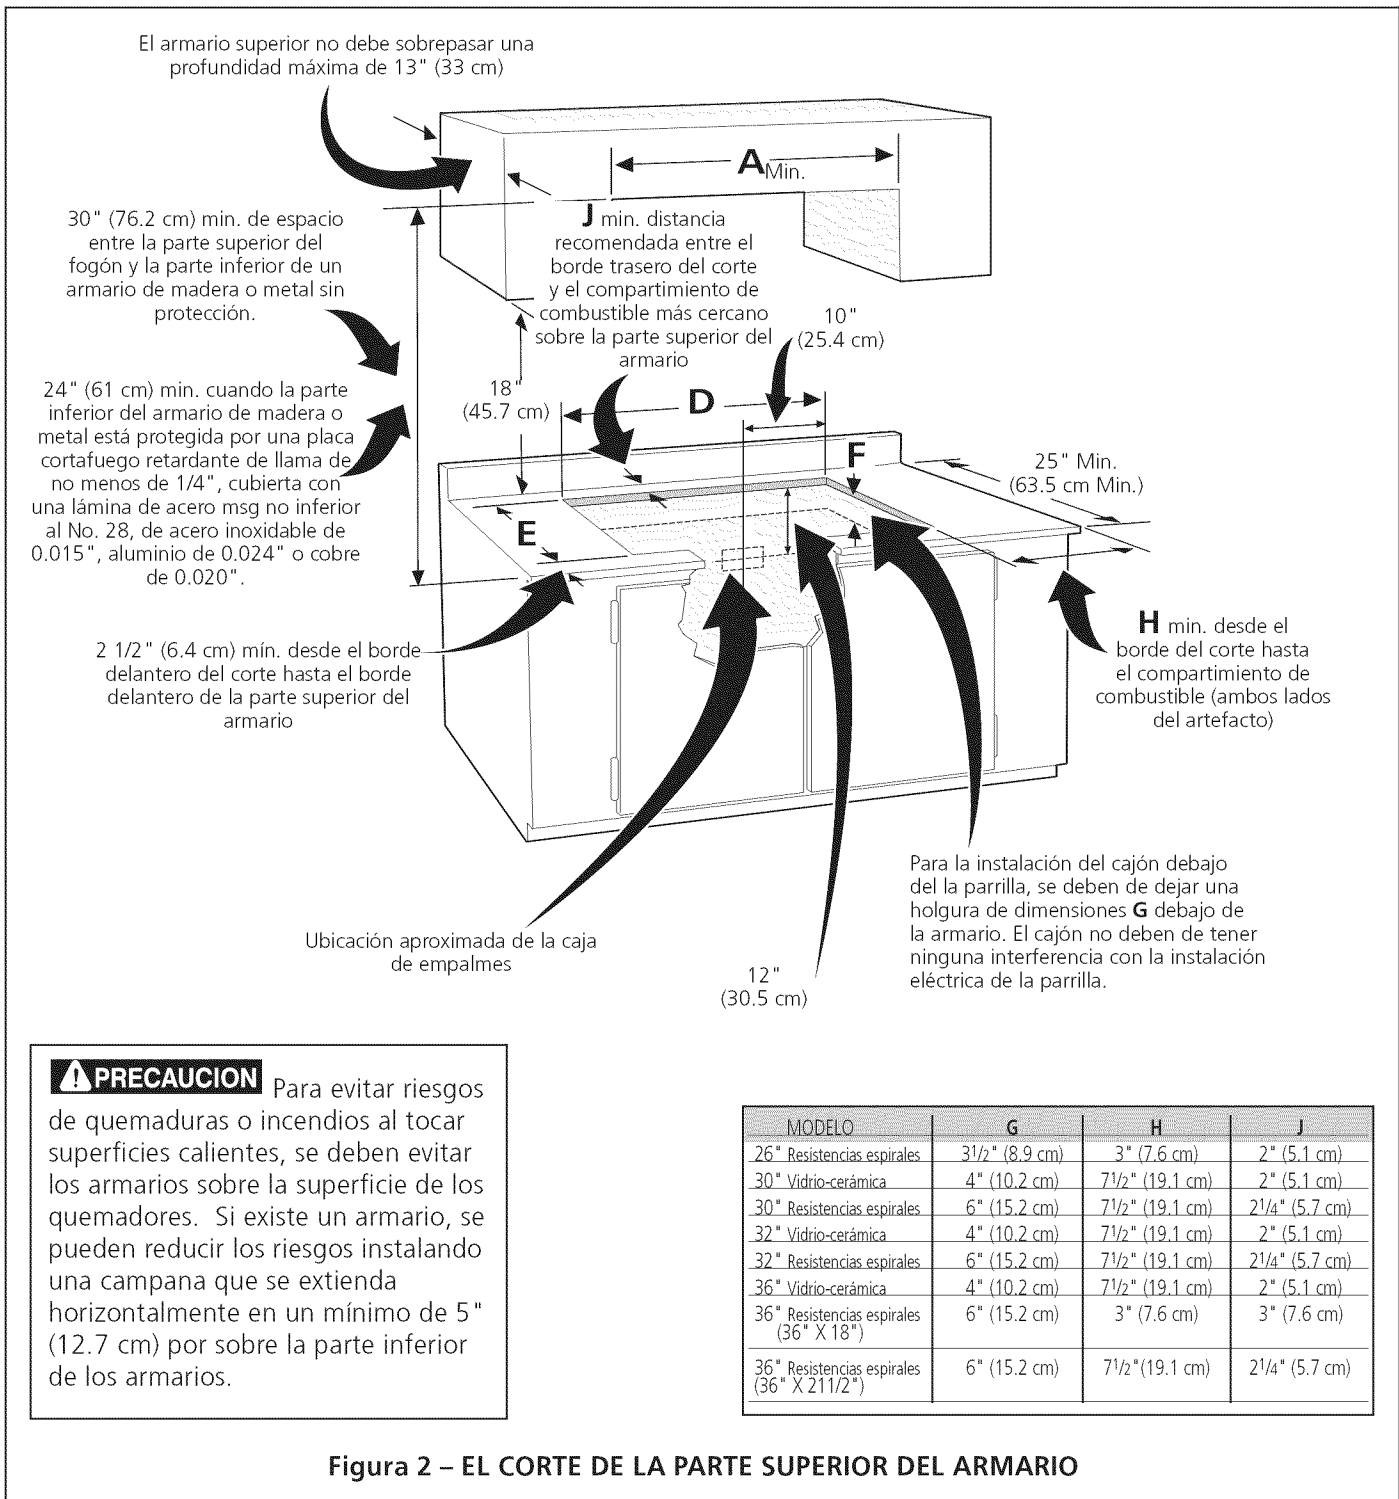 El armario superior no debe sobrepasar una
profundidad máxima de 13" (33 cm)
A Min.
30" (76.2 cm) min. de espacio
entre la parte superior del
fogón y la parte inferior de un
armario de madera o metal sin
protección.
J min. distancia
recomendada entre el
borde trasero del corte
y el compartimiento de
combustible más cercano
sobre la parte superior del
armario
10"
(25.4 cm)
24" (61 cm) min. cuando la parte
inferior del armario de madera o
metal está protegida por una placa
cortafuego retardante de llama de
no menos de 1/4", cubierta con
una lámina de acero msg no inferior
al No. 28, de acero inoxidable de
0.015", aluminio de 0.024" o cobre
de 0.020".
18"
(45.7 cm)
D
F
E
25" Min.
(63.5 cm Min.)
2 1/2" (6.4 cm) mín. desde el borde
delantero del corte hasta el borde
delantero de la parte superior del
armario
H min. desde el
borde del corte hasta
el compartimiento de
combustible (ambos lados
del artefacto)
Ubicación aproximada de la caja
de empalmes
12"
(30.5 cm)
Para la instalación del cajón debajo
del la parrilla, se deben de dejar una
holgura de dimensiones G debajo de
la armario. El cajón no deben de tener
ninguna interferencia con la instalación
eléctrica de la parrilla.
PRECAUCION Para evitar riesgos
de quemaduras o incendios al tocar
superficies calientes, se deben evitar
los armarios sobre la superficie de los
quemadores. Si existe un armario, se
pueden reducir los riesgos instalando
una campana que se extienda
horizontalmente en un mínimo de 5"
(12.7 cm) por sobre la parte inferior
de los armarios.
MODELO G H J
26" Resistencias espirales 3 1/2" (8.9 cm) 3" (7.6 cm) 2" (5.1 cm)
30" Vidrio-cerámica 4" (10.2 cm) 7 1/2" (19.1 cm) 2" (5.1 cm)
30" Resistencias espirales 6" (15.2 cm) 7 1/2" (19.1 cm) 2 1/4" (5.7 cm)
32" Vidrio-cerámica 4" (10.2 cm) 7 1/2" (19.1 cm) 2" (5.1 cm)
32" Resistencias espirales 6" (15.2 cm) 7 1/2" (19.1 cm) 2 1/4" (5.7 cm)
36" Vidrio-cerámica 4" (10.2 cm) 7 1/2" (19.1 cm) 2" (5.1 cm)
36" Resistencias espirales 6" (15.2 cm) 3" (7.6 cm) 3" (7.6 cm)
(36" X 18")
36" Resistencias espirales 6" (15.2 cm) 7 1/2"(19.1 cm) 2 1/4" (5.7 cm)
(36" X 211/2")
Figura 2 – EL CORTE DE LA PARTE SUPERIOR DEL ARMARIO